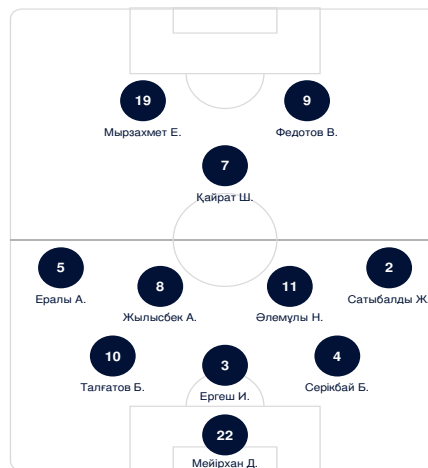 19
Мырзахмет Е.
9
Федотов В.
7
Қайрат Ш.
5
Ералы А.
8
Жылысбек А.
11
Әлемұлы Н.
2
Сатыбалды Ж.
10
Талғатов Б.
3
Ергеш И.
4
Серікбай Б.
22
Мейірхан Д.